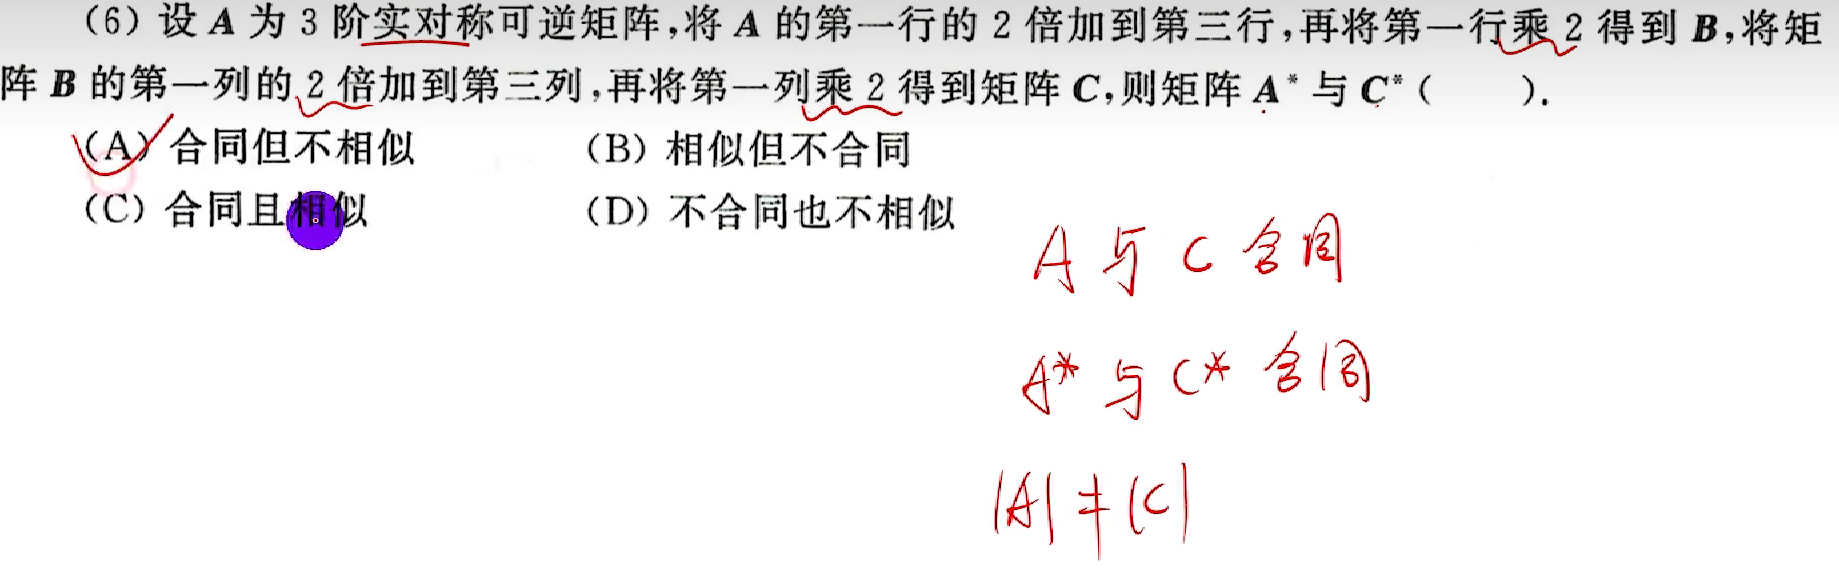 (6) 设 A 为 3 阶实对称可逆矩阵,将 A 的第一行的 2 倍加到第三行,再将第一行乘 2 得到 B,将矩
阵 B 的第一列的 2 倍加到第三列,再将第一列乘 2 得到矩阵 C,则矩阵 A* 与 C* (    ).
(A) 合同但不相似 (B) 相似但不合同
(C) 合同且相似 (D) 不合同也不相似
A 与 C 合同
A* 与 C* 合同
|A| ≠ |C|